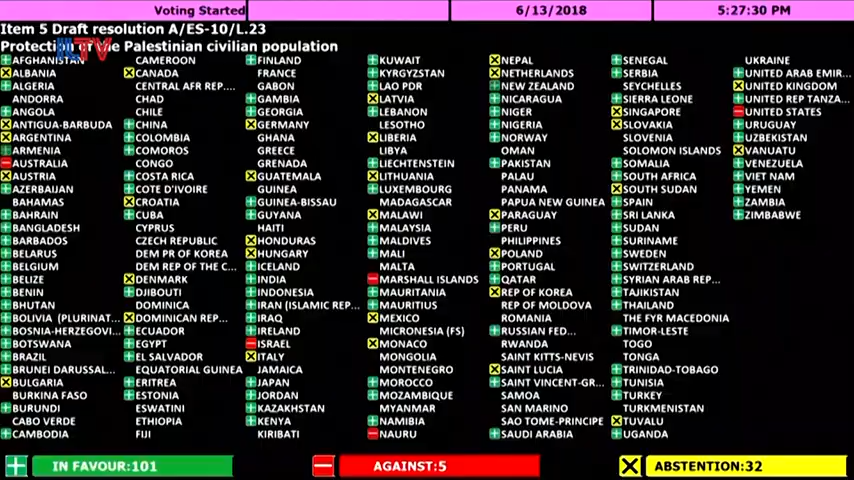 Voting Started 6/13/2018 5:27:30 PM
Item 5 Draft resolution A/ES-10/L.23
Protection of the Palestinian civilian population
ILTV
AFGHANISTAN
ALBANIA
ALGERIA
ANDORRA
ANGOLA
ANTIGUA-BARBUDA
ARGENTINA
ARMENIA
AUSTRALIA
AUSTRIA
AZERBAIJAN
BAHAMAS
BAHRAIN
BANGLADESH
BARBADOS
BELARUS
BELGIUM
BELIZE
BENIN
BHUTAN
BOLIVIA (PLURINAT...
BOSNIA-HERZEGOVI...
BOTSWANA
BRAZIL
BRUNEI DARUSSAL...
BULGARIA
BURKINA FASO
BURUNDI
CABO VERDE
CAMBODIA
CAMEROON
CANADA
CENTRAL AFR REP....
CHAD
CHILE
CHINA
COLOMBIA
COMOROS
CONGO
COSTA RICA
COTE D'IVOIRE
CROATIA
CUBA
CYPRUS
CZECH REPUBLIC
DEM PR OF KOREA
DEM REP OF THE C...
DENMARK
DJIBOUTI
DOMINICA
DOMINICAN REP...
ECUADOR
EGYPT
EL SALVADOR
EQUATORIAL GUINEA
ERITREA
ESTONIA
ESWATINI
ETHIOPIA
FIJI
FINLAND
FRANCE
GABON
GAMBIA
GEORGIA
GERMANY
GHANA
GREECE
GRENADA
GUATEMALA
GUINEA
GUINEA-BISSAU
GUYANA
HAITI
HONDURAS
HUNGARY
ICELAND
INDIA
INDONESIA
IRAN (ISLAMIC REP...
IRAQ
IRELAND
ISRAEL
ITALY
JAMAICA
JAPAN
JORDAN
KAZAKHSTAN
KENYA
KIRIBATI
KUWAIT
KYRGYZSTAN
LAO PDR
LATVIA
LEBANON
LESOTHO
LIBERIA
LIBYA
LIECHTENSTEIN
LITHUANIA
LUXEMBOURG
MADAGASCAR
MALAWI
MALAYSIA
MALDIVES
MALI
MALTA
MARSHALL ISLANDS
MAURITANIA
MAURITIUS
MEXICO
MICRONESIA (FS)
MONACO
MONGOLIA
MONTENEGRO
MOROCCO
MOZAMBIQUE
MYANMAR
NAMIBIA
NAURU
NEPAL
NETHERLANDS
NEW ZEALAND
NICARAGUA
NIGER
NIGERIA
NORWAY
OMAN
PAKISTAN
PALAU
PANAMA
PAPUA NEW GUINEA
PARAGUAY
PERU
PHILIPPINES
POLAND
PORTUGAL
QATAR
REP OF KOREA
REP OF MOLDOVA
ROMANIA
RUSSIAN FED...
RWANDA
SAINT KITTS-NEVIS
SAINT LUCIA
SAINT VINCENT-GR...
SAMOA
SAN MARINO
SAO TOME-PRINCIPE
SAUDI ARABIA
SENEGAL
SERBIA
SEYCHELLES
SIERRA LEONE
SINGAPORE
SLOVAKIA
SLOVENIA
SOLOMON ISLANDS
SOMALIA
SOUTH AFRICA
SOUTH SUDAN
SPAIN
SRI LANKA
SUDAN
SURINAME
SWEDEN
SWITZERLAND
SYRIAN ARAB REP...
TAJIKISTAN
THAILAND
THE FYR MACEDONIA
TIMOR-LESTE
TOGO
TONGA
TRINIDAD-TOBAGO
TUNISIA
TURKEY
TURKMENISTAN
TUVALU
UGANDA
UKRAINE
UNITED ARAB EMIR...
UNITED KINGDOM
UNITED REP TANZA...
UNITED STATES
URUGUAY
UZBEKISTAN
VANUATU
VENEZUELA
VIET NAM
YEMEN
ZAMBIA
ZIMBABWE
IN FAVOUR:101 AGAINST:5 ABSTENTION:32